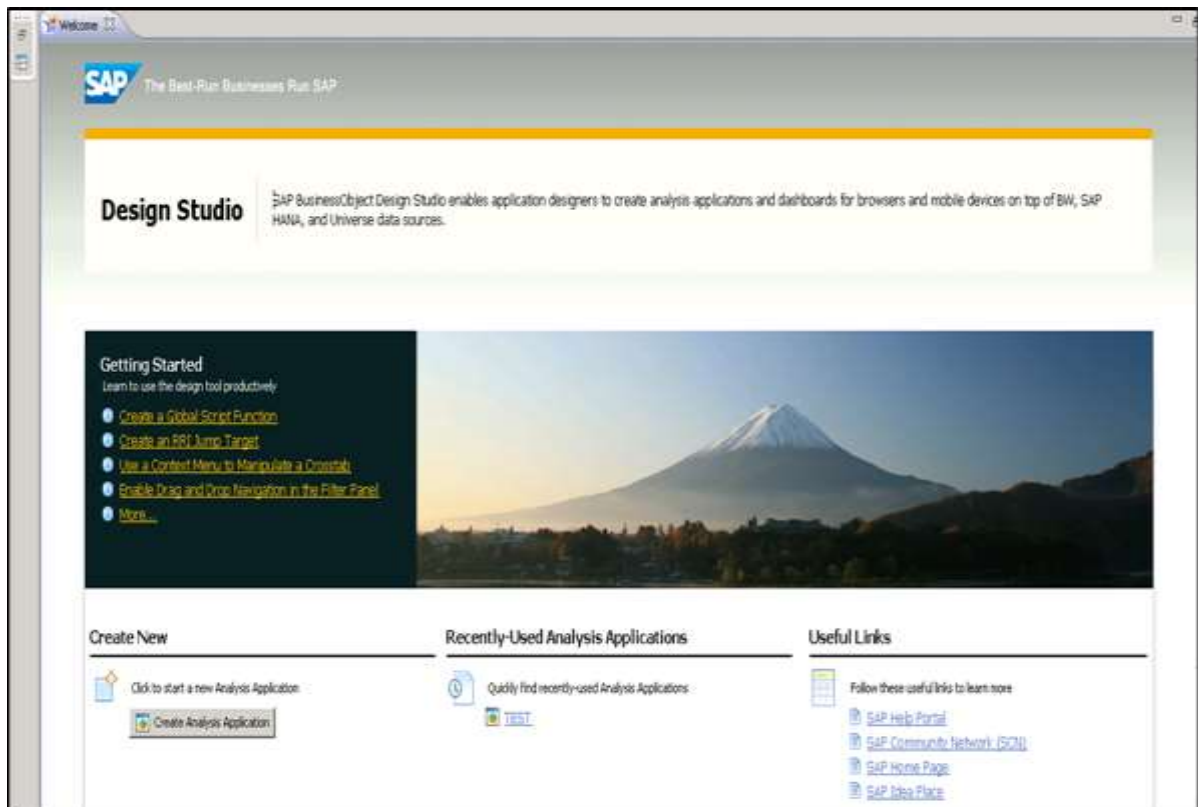 Welcome
SAP The Best-Run Businesses Run SAP
Design Studio
SAP BusinessObject Design Studio enables application designers to create analysis applications and dashboards for browsers and mobile devices on top of BW, SAP
HANA, and Universe data sources.
Getting Started
Learn to use the design tool productively
Create a Global Script Function
Create an RRI Jump Target
Use a Context Menu to Manipulate a Crosstab
Enable Drag and Drop Navigation in the Filter Panel
More...
Create New
Click to start a new Analysis Application
Create Analysis Application
Recently-Used Analysis Applications
Quickly find recently-used Analysis Applications
TEST
Useful Links
Follow these useful links to learn more
SAP Help Portal
SAP Community Network (SCN)
SAP Home Page
SAP Idea Place